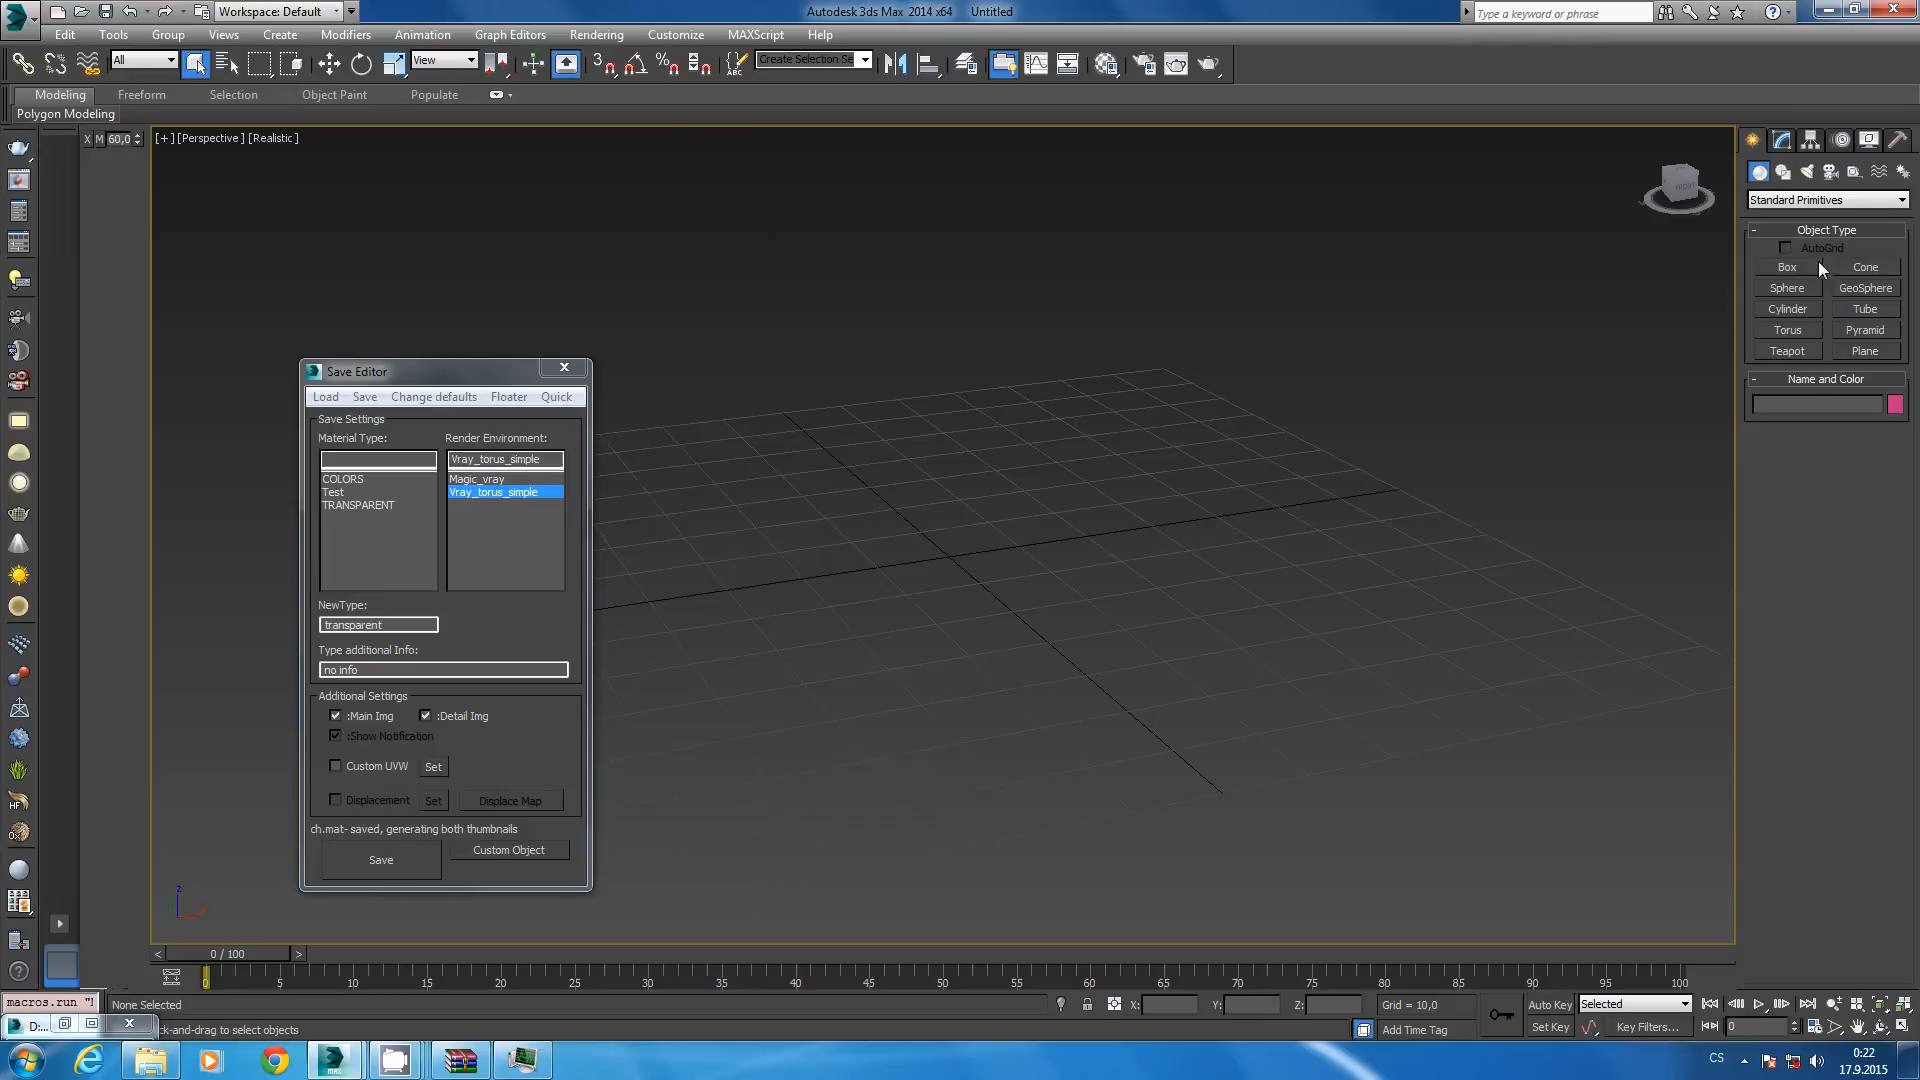 Workspace: Default
Autodesk 3ds Max 2014 x64 Untitled
Type a keyword or phrase
Edit Tools Group Views Create Modifiers Animation Graph Editors Rendering Customize MAXScript Help
All
View
3
Create Selection Se
Modeling Freeform Selection Object Paint Populate
Polygon Modeling
X M 60,0
[+] [Perspective] [Realistic]
Standard Primitives
Object Type
AutoGrid
Box Cone
Sphere GeoSphere
Cylinder Tube
Torus Pyramid
Teapot Plane
Name and Color
Save Editor
Load Save Change defaults Floater Quick
Save Settings
Material Type: Render Environment:
Vray_torus_simple
COLORS
Test
TRANSPARENT
Magic_vray
Vray_torus_simple
NewType:
transparent
Type additional Info:
no info
Additional Settings
:Main Img :Detail Img
:Show Notification
Custom UVW Set
Displacement Set Displace Map
ch.mat- saved, generating both thumbnails
Save
Custom Object
HF
z
< 0 / 100 >
0 5 10 15 20 25 30 35 40 45 50 55 60 65 70 75 80 85 90 95 100
macros.run "I
None Selected
X: Y: Z: Grid = 10,0
Auto Key Selected
D:...
ck-and-drag to select objects
Add Time Tag
Set Key Key Filters...
0
MAX
CS
0:22
17.9.2015